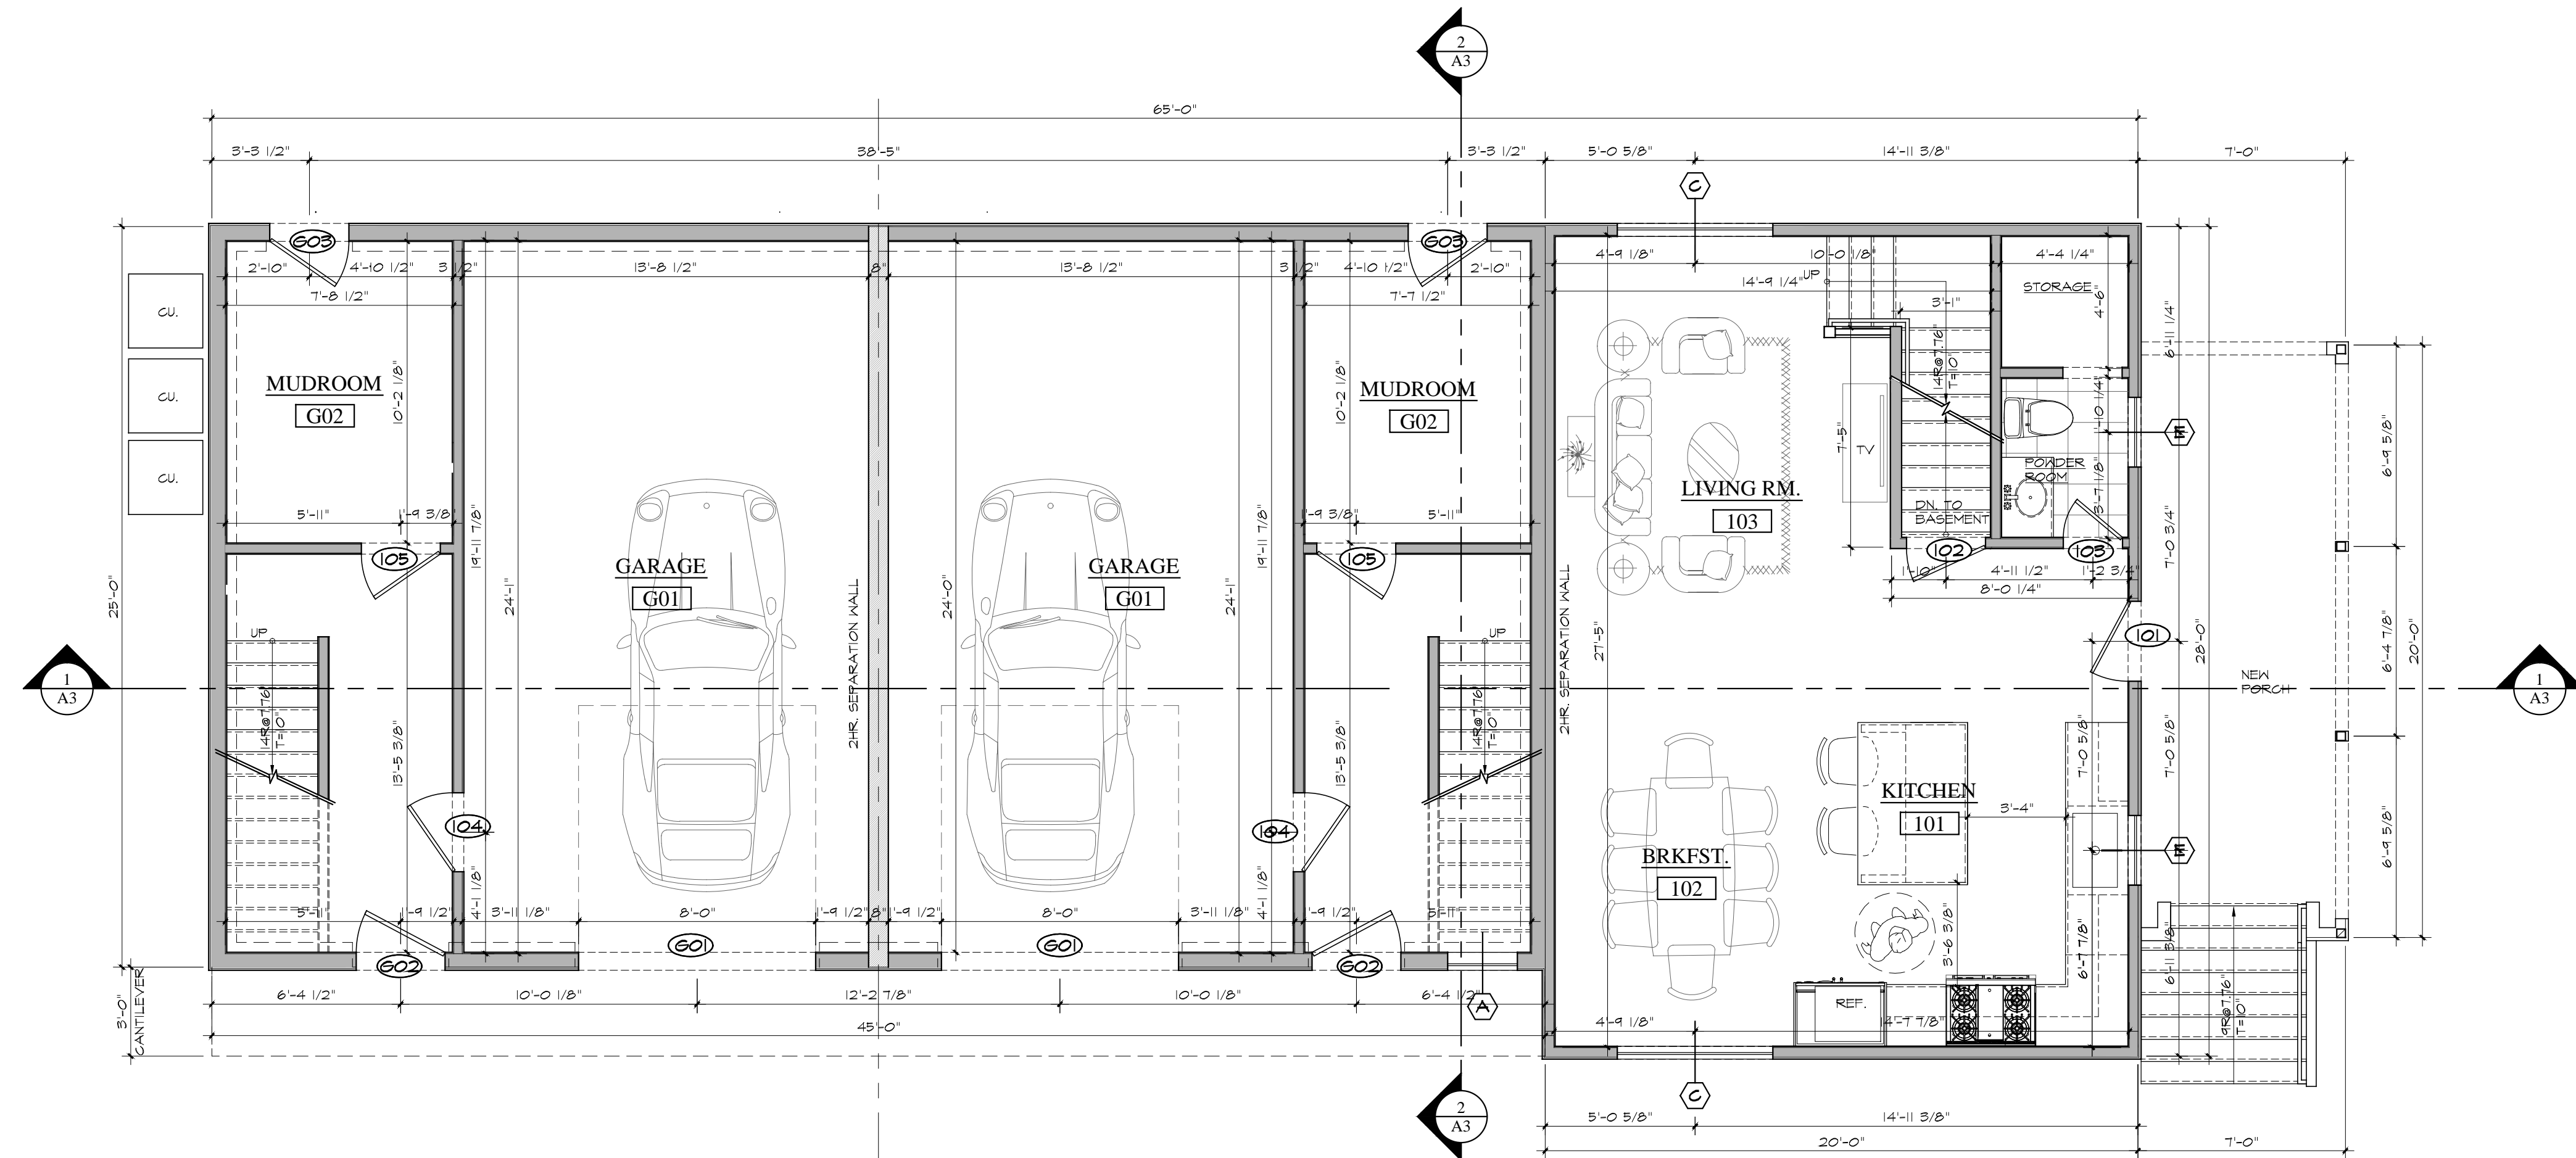 2
A3
65'-0"
3'-3 1/2"
38'-5"
3'-3 1/2"
5'-0 5/8"
14'-11 3/8"
7'-0"
C
G03
G03
2'-10"
4'-10 1/2"
3 1/2"
13'-8 1/2"
8"
13'-8 1/2"
3 1/2"
4'-10 1/2"
2'-10"
4'-9 1/8"
10'-0 1/8"
4'-4 1/4"
7'-8 1/2"
7'-7 1/2"
14'-9 1/4"
UP
3'-1"
STORAGE
4'-6"
6'-11 1/4"
CU.
CU.
CU.
MUDROOM
G02
10'-2 1/8"
MUDROOM
G02
10'-2 1/8"
14R@7.76"
T=10"
3'-10 1/4"
E
6'-9 5/8"
7'-5"
TV
POWDER
ROOM
3'-7 1/8"
LIVING RM.
103
DN. TO
BASEMENT
5'-11"
1'-9 3/8"
19'-11 7/8"
19'-11 7/8"
1'-9 3/8"
5'-11"
7'-0 3/4"
105
105
102
103
GARAGE
G01
GARAGE
G01
25'-0"
24'-1"
24'-0"
24'-1"
1'-10"
4'-11 1/2"
1'-2 3/4"
8'-0 1/4"
2HR. SEPARATION WALL
2HR. SEPARATION WALL
27'-5"
UP
UP
101
28'-0"
6'-4 7/8"
20'-0"
1
A3
NEW
PORCH
1
A3
14R@7.76"
T=10"
13'-5 3/8"
13'-5 3/8"
14R@7.76"
T=10"
7'-0 5/8"
7'-0 5/8"
KITCHEN
101
3'-4"
104
104
BRKFST.
102
E
6'-9 5/8"
5'-11"
1'-9 1/2"
4'-1 1/8"
3'-11 1/8"
8'-0"
1'-9 1/2"
8"
1'-9 1/2"
8'-0"
3'-11 1/8"
4'-1 1/8"
1'-9 1/2"
5'-11"
3'-6 3/8"
6'-7 7/8"
6'-11 3/8"
G02
G01
G01
G02
3'-0"
CANTILEVER
6'-4 1/2"
10'-0 1/8"
12'-2 7/8"
10'-0 1/8"
6'-4 1/2"
A
REF.
9R@7.76"
T=10"
45'-0"
4'-9 1/8"
14'-7 7/8"
C
2
A3
5'-0 5/8"
14'-11 3/8"
20'-0"
7'-0"